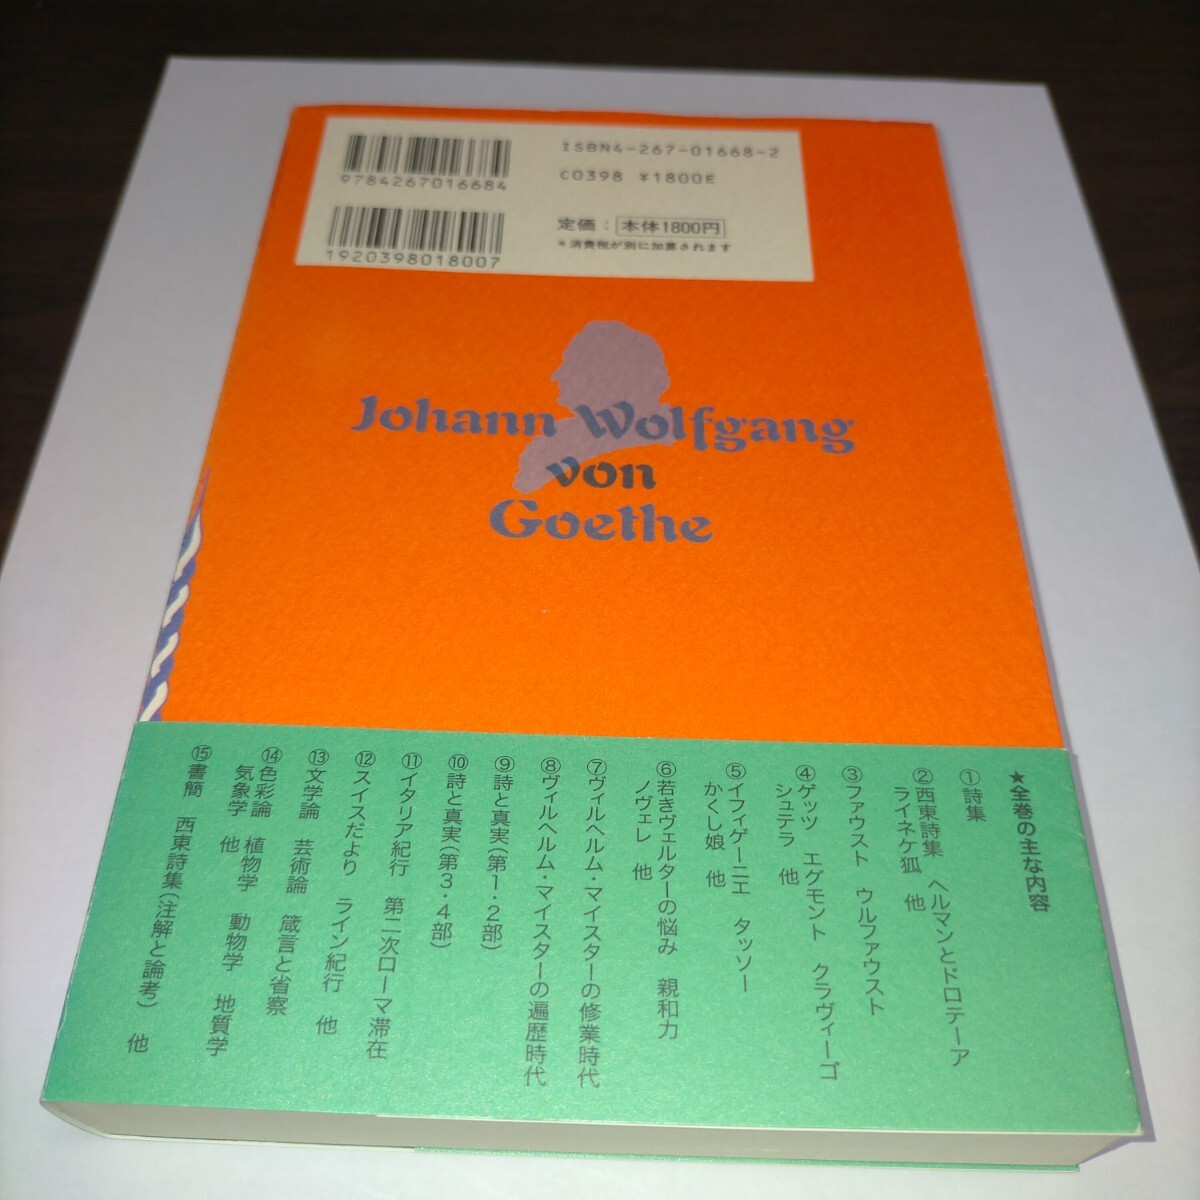 ISBN4-267-01668-2
C0398 ¥1800E
9784267016684
定価：本体1800円
＊消費税が別に加算されます
1920398018007
Johann Wolfgang
von
Goethe
★全巻の主な内容
①詩集
②西東詩集　ヘルマンとドロテーア
ライネケ狐　他
③ファウスト　ウルファウスト
④ゲッツ　エグモント　クラヴィーゴ
シュテラ　他
⑤イフィゲーニエ　タッソー
かくし娘　他
⑥若きヴェルターの悩み　親和力
ノヴェレ　他
⑦ヴィルヘルム・マイスターの修業時代
⑧ヴィルヘルム・マイスターの遍歴時代
⑨詩と真実（第1・2部）
⑩詩と真実（第3・4部）
⑪イタリア紀行　第二次ローマ滞在
⑫スイスだより　ライン紀行　他
⑬文学論　芸術論　箴言と省察
⑭色彩論　植物学　動物学　地質学
気象学　他
⑮書簡　西東詩集（注解と論考）　他